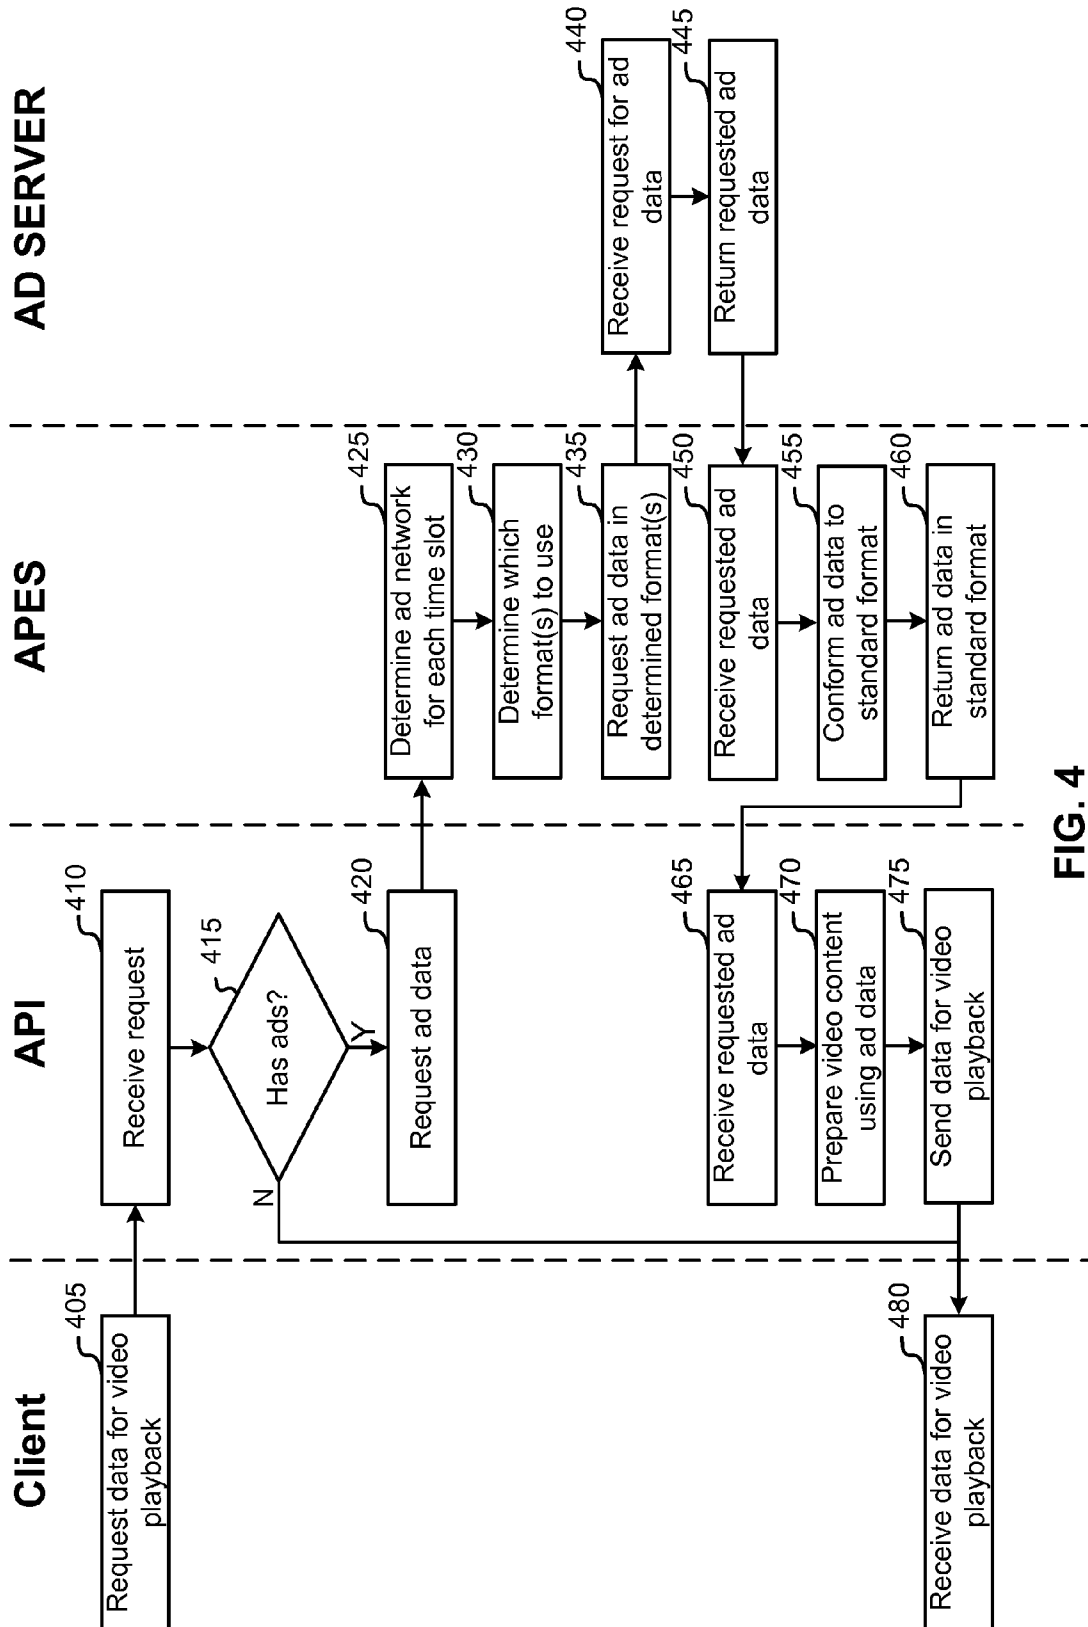 Client
API
APES
AD SERVER
405
Request data for video
playback
410
Receive request
415
Has ads?
N
Y
420
Request ad data
425
Determine ad network
for each time slot
430
Determine which
format(s) to use
435
Request ad data in
determined format(s)
440
Receive request for ad
data
445
Return requested ad
data
450
Receive requested ad
data
455
Conform ad data to
standard format
460
Return ad data in
standard format
465
Receive requested ad
data
470
Prepare video content
using ad data
475
Send data for video
playback
480
Receive data for video
playback
FIG. 4